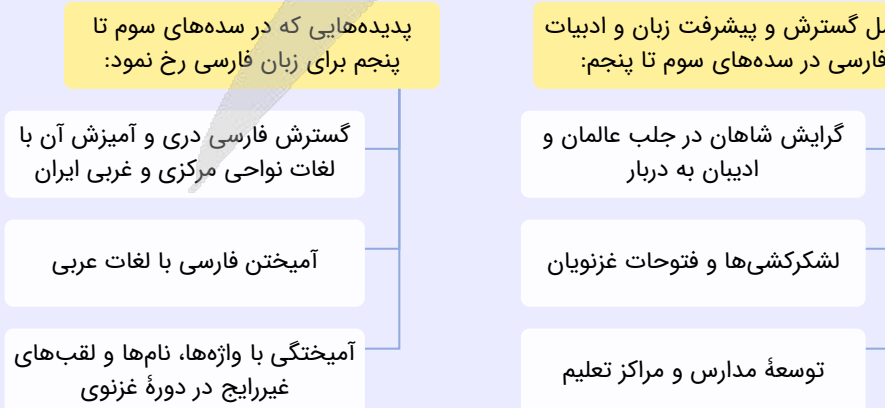 گسترش و پیشرفت زبان و ادبیات
فارسی در سده‌های سوم تا پنجم:
گرایش شاهان در جلب عالمان و
ادیبان به دربار
لشکرکشی‌ها و فتوحات غزنویان
توسعهٔ مدارس و مراکز تعلیم
پدیده‌هایی که در سده‌های سوم تا
پنجم برای زبان فارسی رخ نمود:
گسترش فارسی دری و آمیزش آن با
لغات نواحی مرکزی و غربی ایران
آمیختن فارسی با لغات عربی
آمیختگی با واژه‌ها، نام‌ها و لقب‌های
غیررایج در دورهٔ غزنوی